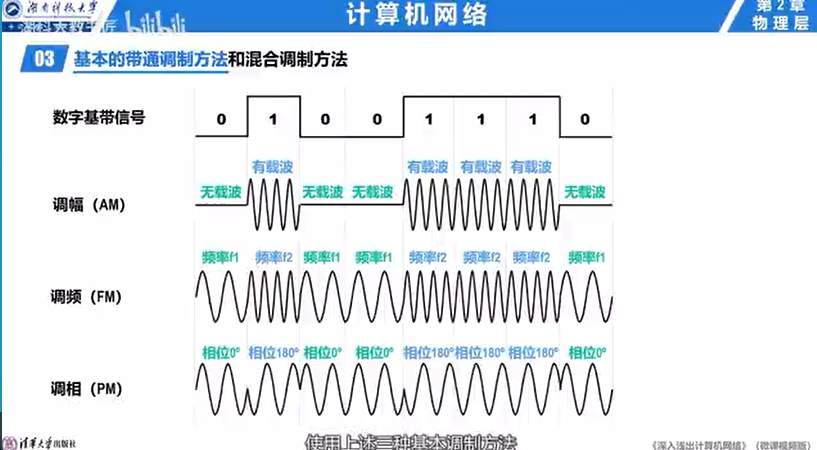 湖南科技大学
湖科大教书匠 bilibili
计算机网络
第2章
物理层
03 基本的带通调制方法和混合调制方法
数字基带信号 0 1 0 0 1 1 1 0
调幅（AM） 无载波 有载波 无载波 无载波 有载波 有载波 有载波 无载波
调频（FM） 频率f1 频率f2 频率f1 频率f1 频率f2 频率f2 频率f2 频率f1
调相（PM） 相位0° 相位180° 相位0° 相位0° 相位180° 相位180° 相位180° 相位0°
使用上述三种基本调制方法
清华大学出版社
《深入浅出计算机网络》（微课视频版）